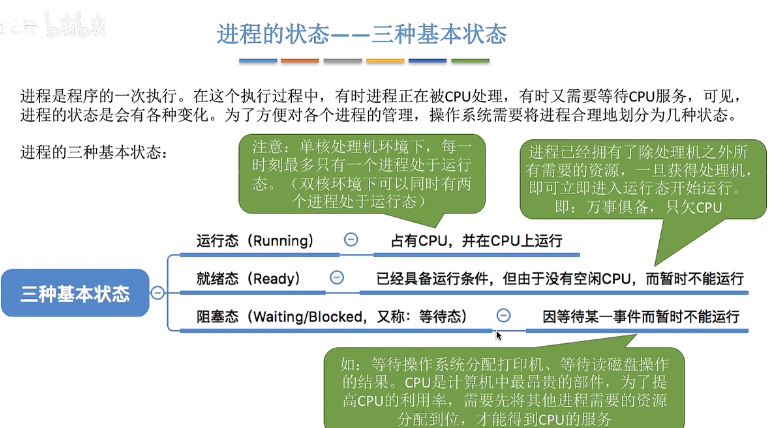 进程的状态——三种基本状态
进程是程序的一次执行。在这个执行过程中，有时进程正在被CPU处理，有时又需要等待CPU服务，可见，
进程的状态是会有各种变化。为了方便对各个进程的管理，操作系统需要将进程合理地划分为几种状态。
进程的三种基本状态：
注意：单核处理机环境下，每一
时刻最多只有一个进程处于运行
态。（双核环境下可以同时有两
个进程处于运行态）
进程已经拥有了除处理机之外所
有需要的资源，一旦获得处理机，
即可立即进入运行态开始运行。
即：万事俱备，只欠CPU
三种基本状态
运行态（Running）
占有CPU，并在CPU上运行
就绪态（Ready）
已经具备运行条件，但由于没有空闲CPU，而暂时不能运行
阻塞态（Waiting/Blocked，又称：等待态）
因等待某一事件而暂时不能运行
如：等待操作系统分配打印机、等待读磁盘操作
的结果。CPU是计算机中最昂贵的部件，为了提
高CPU的利用率，需要先将其他进程需要的资源
分配到位，才能得到CPU的服务